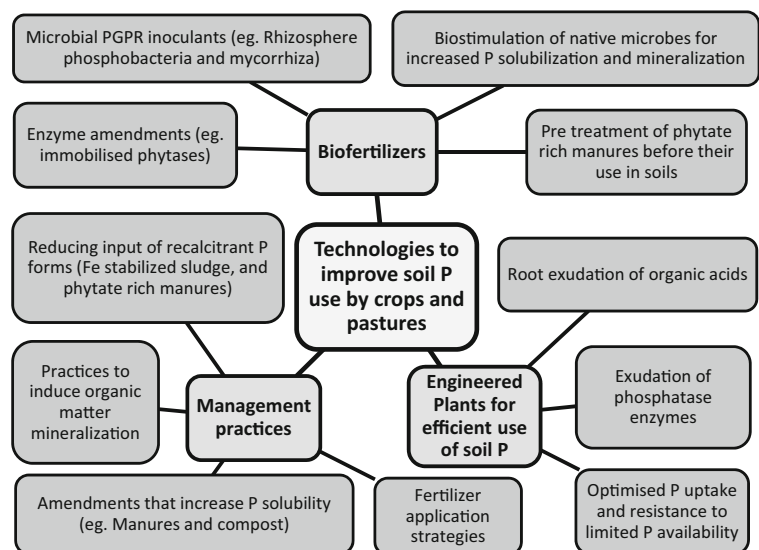 Microbial PGPR inoculants (eg. Rhizosphere
phosphobacteria and mycorrhiza)
Biostimulation of native microbes for
increased P solubilization and mineralization
Enzyme amendments (eg.
immobilised phytases)
Biofertilizers
Pre treatment of phytate
rich manures before their
use in soils
Reducing input of recalcitrant P
forms (Fe stabilized sludge, and
phytate rich manures)
Technologies to
improve soil P
use by crops and
pastures
Root exudation of organic acids
Practices to
induce organic
matter
mineralization
Management
practices
Engineered
Plants for
efficient use
of soil P
Exudation of
phosphatase
enzymes
Amendments that increase P solubility
(eg. Manures and compost)
Fertilizer
application
strategies
Optimised P uptake
and resistance to
limited P availability